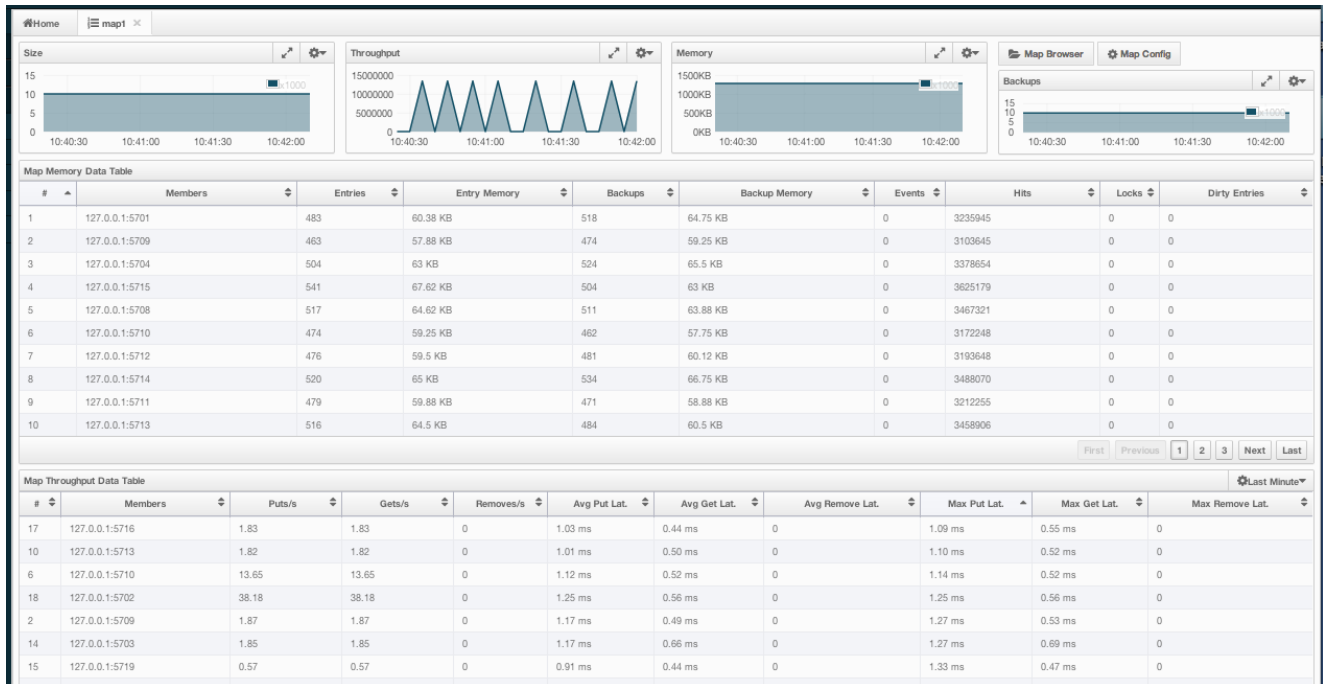 Home map1
Size
15
10
5
0
x1000
10:40:30 10:41:00 10:41:30 10:42:00
Throughput
15000000
10000000
5000000
0
10:40:30 10:41:00 10:41:30 10:42:00
Memory
1500KB
1000KB
500KB
0KB
x1000
10:40:30 10:41:00 10:41:30 10:42:00
Map Browser Map Config
Backups
15
10
5
0
x1000
10:40:30 10:41:00 10:41:30 10:42:00
Map Memory Data Table
# Members Entries Entry Memory Backups Backup Memory Events Hits Locks Dirty Entries
1 127.0.0.1:5701 483 60.38 KB 518 64.75 KB 0 3235945 0 0
2 127.0.0.1:5709 463 57.88 KB 474 59.25 KB 0 3103645 0 0
3 127.0.0.1:5704 504 63 KB 524 65.5 KB 0 3378654 0 0
4 127.0.0.1:5715 541 67.62 KB 504 63 KB 0 3625179 0 0
5 127.0.0.1:5708 517 64.62 KB 511 63.88 KB 0 3467321 0 0
6 127.0.0.1:5710 474 59.25 KB 462 57.75 KB 0 3172248 0 0
7 127.0.0.1:5712 476 59.5 KB 481 60.12 KB 0 3193648 0 0
8 127.0.0.1:5714 520 65 KB 534 66.75 KB 0 3488070 0 0
9 127.0.0.1:5711 479 59.88 KB 471 58.88 KB 0 3212255 0 0
10 127.0.0.1:5713 516 64.5 KB 484 60.5 KB 0 3458906 0 0
First Previous 1 2 3 Next Last
Map Throughput Data Table Last Minute
# Members Puts/s Gets/s Removes/s Avg Put Lat. Avg Get Lat. Avg Remove Lat. Max Put Lat. Max Get Lat. Max Remove Lat.
17 127.0.0.1:5716 1.83 1.83 0 1.03 ms 0.44 ms 0 1.09 ms 0.55 ms 0
10 127.0.0.1:5713 1.82 1.82 0 1.01 ms 0.50 ms 0 1.10 ms 0.52 ms 0
6 127.0.0.1:5710 13.65 13.65 0 1.12 ms 0.52 ms 0 1.14 ms 0.52 ms 0
18 127.0.0.1:5702 38.18 38.18 0 1.25 ms 0.56 ms 0 1.25 ms 0.56 ms 0
2 127.0.0.1:5709 1.87 1.87 0 1.17 ms 0.49 ms 0 1.27 ms 0.53 ms 0
14 127.0.0.1:5703 1.85 1.85 0 1.17 ms 0.66 ms 0 1.27 ms 0.69 ms 0
15 127.0.0.1:5719 0.57 0.57 0 0.91 ms 0.44 ms 0 1.33 ms 0.47 ms 0